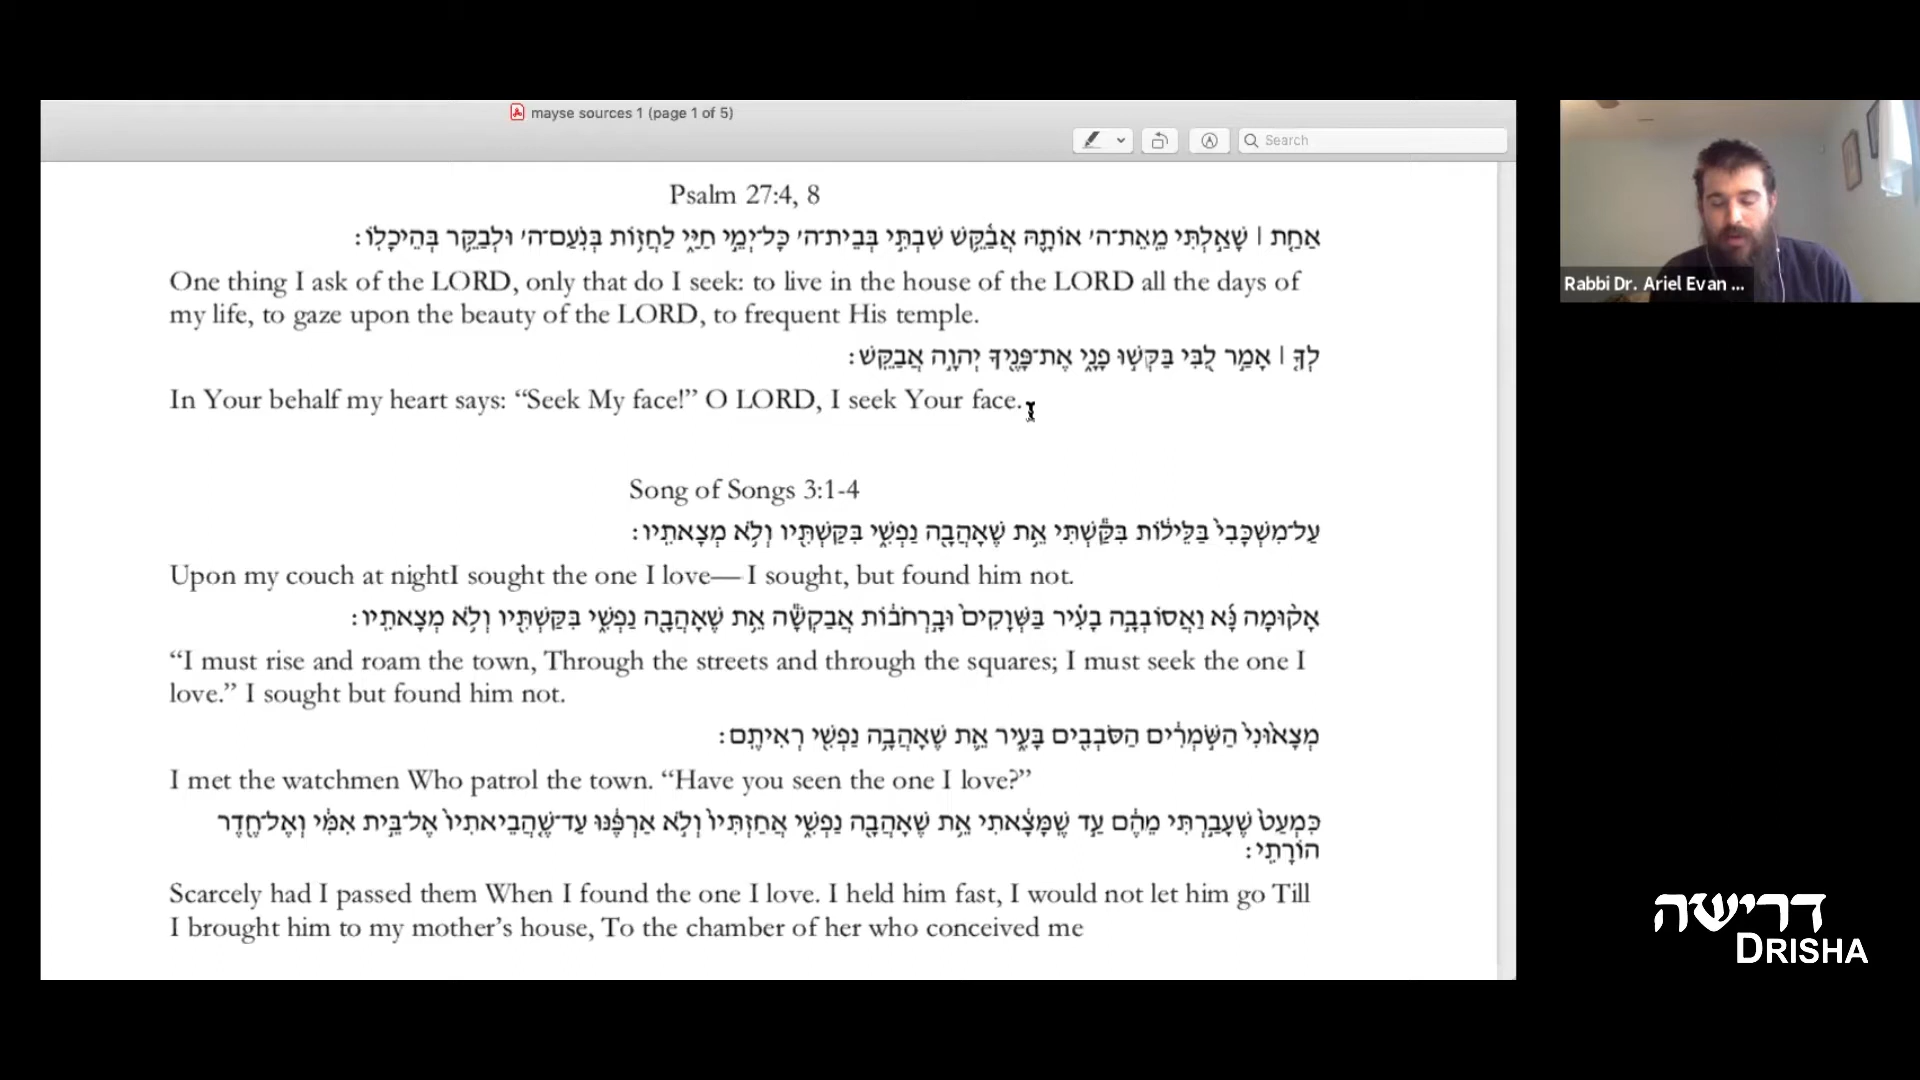 mayse sources 1 (page 1 of 5)
Search
Psalm 27:4, 8
אַחַ֤ת ׀ שָׁאַ֣לְתִּי מֵֽאֵת־ה׳ אוֹתָ֪הּ אֲבַ֫קֵּ֥שׁ שִׁבְתִּ֣י בְּבֵית־ה׳ כׇּל־יְמֵ֣י חַיַּ֑י לַחֲז֥וֹת בְּנֹֽעַם־ה׳ וּלְבַקֵּ֥ר בְּהֵיכָלֽוֹ׃
One thing I ask of the LORD, only that do I seek: to live in the house of the LORD all the days of
my life, to gaze upon the beauty of the LORD, to frequent His temple.
לְךָ֤ ׀ אָמַ֣ר לִ֭בִּי בַּקְּשׁ֣וּ פָנָ֑י אֶת־פָּנֶ֖יךָ יְהֹוָ֣ה אֲבַקֵּֽשׁ׃
In Your behalf my heart says: “Seek My face!” O LORD, I seek Your face.
Song of Songs 3:1-4
עַל־מִשְׁכָּבִי֙ בַּלֵּיל֔וֹת בִּקַּ֕שְׁתִּי אֵ֥ת שֶׁאָהֲבָ֖ה נַפְשִׁ֑י בִּקַּשְׁתִּ֖יו וְלֹ֥א מְצָאתִֽיו׃
Upon my couch at nightI sought the one I love— I sought, but found him not.
אָק֨וּמָה נָּ֜א וַאֲסוֹבְבָ֣ה בָעִ֗יר בַּשְּׁוָקִים֙ וּבָ֣רְחֹב֔וֹת אֲבַקְשָׁ֕ה אֵ֥ת שֶׁאָהֲבָ֖ה נַפְשִׁ֑י בִּקַּשְׁתִּ֖יו וְלֹ֥א מְצָאתִֽיו׃
“I must rise and roam the town, Through the streets and through the squares; I must seek the one I
love.” I sought but found him not.
מְצָא֙וּנִי֙ הַשֹּׁ֣מְרִ֔ים הַסֹּבְבִ֖ים בָּעִ֑יר אֵ֛ת שֶׁאָהֲבָ֥ה נַפְשִׁ֖י רְאִיתֶֽם׃
I met the watchmen Who patrol the town. “Have you seen the one I love?”
כִּמְעַט֙ שֶׁעָבַ֣רְתִּי מֵהֶ֔ם עַ֣ד שֶֽׁמָּצָ֔אתִי אֵ֥ת שֶׁאָהֲבָ֖ה נַפְשִׁ֑י אֲחַזְתִּיו֙ וְלֹ֣א אַרְפֶּ֔נּוּ עַד־שֶׁ֤הֲבֵיאתִיו֙ אֶל־בֵּ֣ית אִמִּ֔י וְאֶל־חֶ֖דֶר
הוֹרָתִֽי׃
Scarcely had I passed them When I found the one I love. I held him fast, I would not let him go Till
I brought him to my mother’s house, To the chamber of her who conceived me
Rabbi Dr. Ariel Evan ...
דרישה
DRISHA